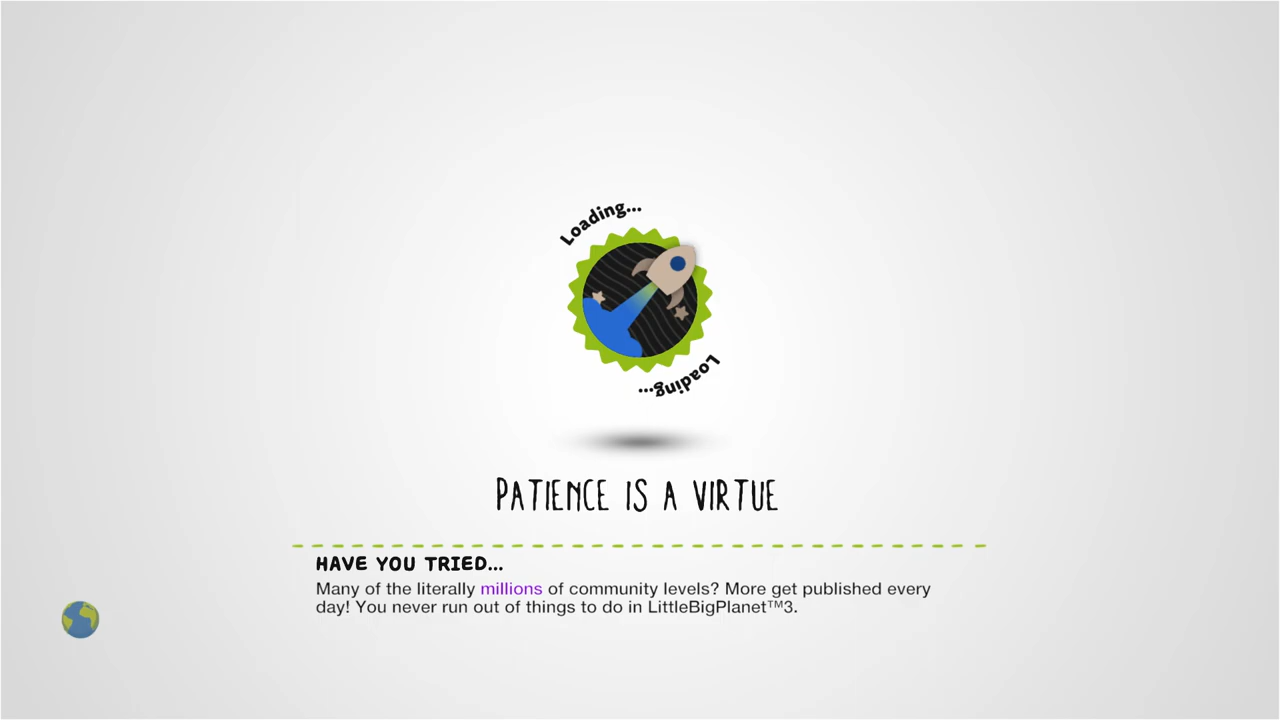 Loading...
Loading...
PATIENCE IS A VIRTUE
HAVE YOU TRIED...
Many of the literally millions of community levels? More get published every
day! You never run out of things to do in LittleBigPlanet™3.